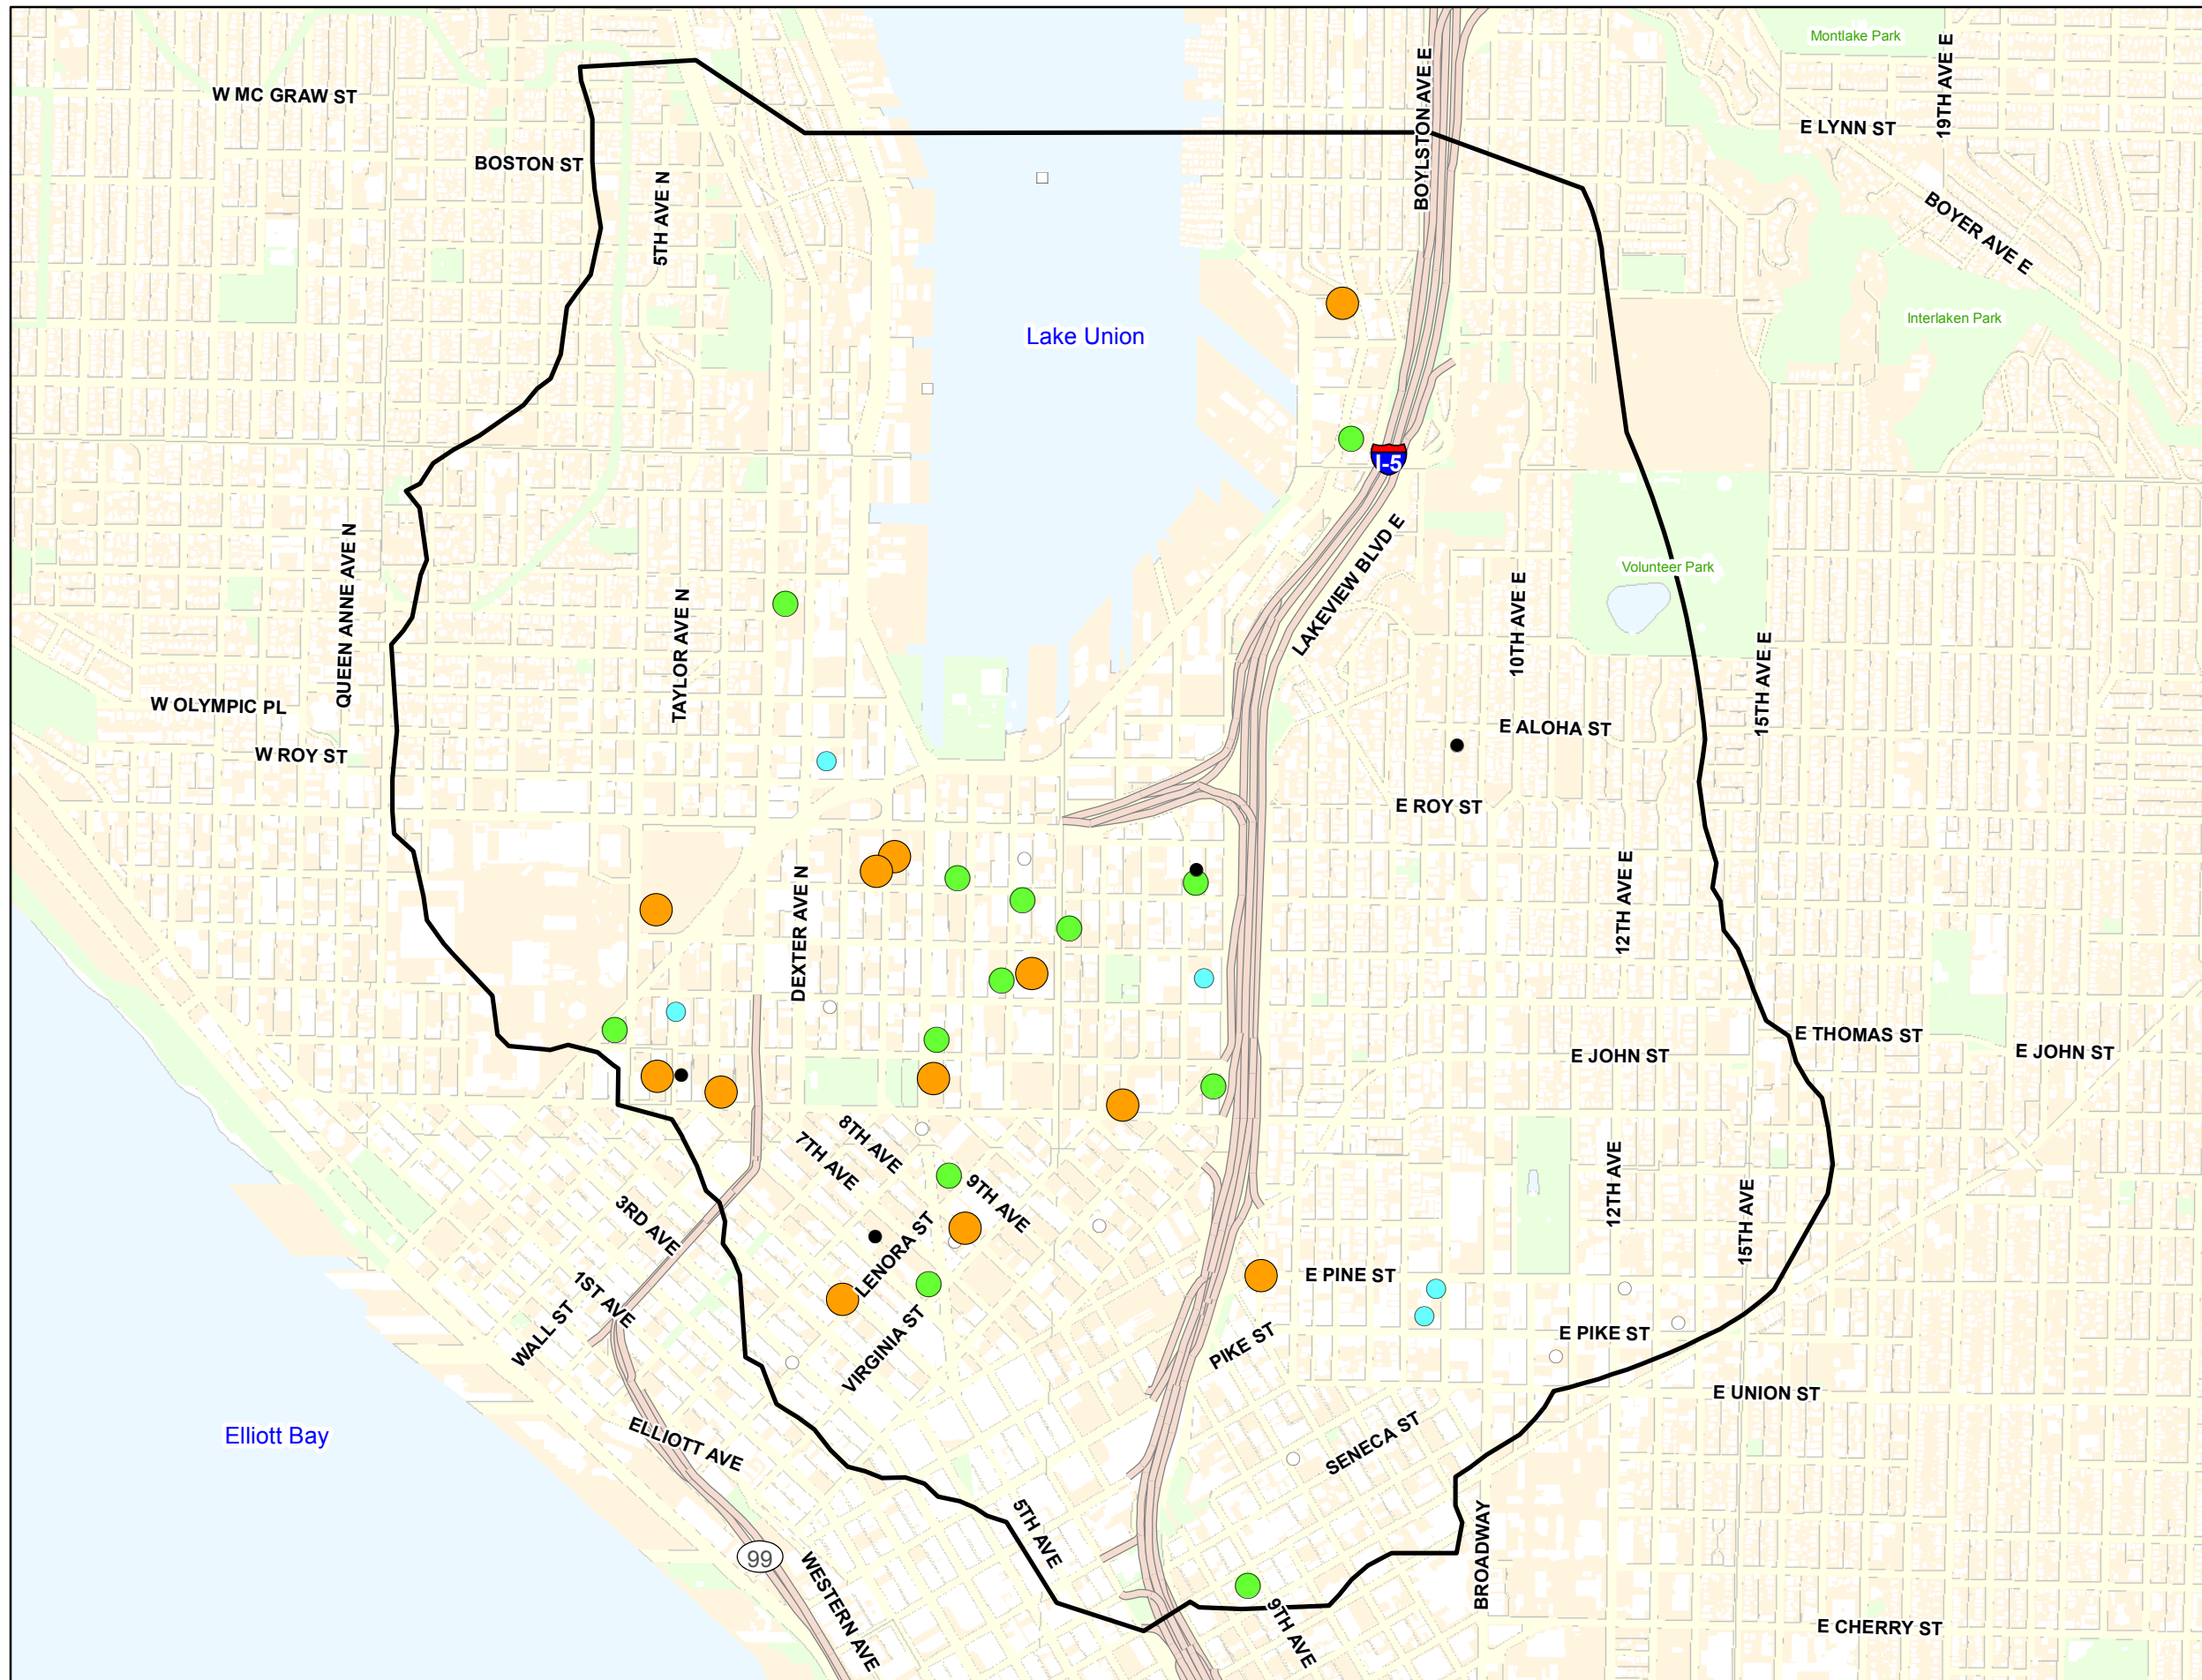 Montlake Park
W MC GRAW ST
BOYLSTON AVE E
19TH AVE E
E LYNN ST
BOSTON ST
5TH AVE N
BOYER AVE E
Lake Union
Interlaken Park
I-5
LAKEVIEW BLVD E
Volunteer Park
QUEEN ANNE AVE N
TAYLOR AVE N
10TH AVE E
15TH AVE E
W OLYMPIC PL
E ALOHA ST
W ROY ST
E ROY ST
DEXTER AVE N
12TH AVE E
E THOMAS ST
E JOHN ST
E JOHN ST
8TH AVE
7TH AVE
9TH AVE
12TH AVE
15TH AVE
3RD AVE
LENORA ST
1ST AVE
WALL ST
E PINE ST
VIRGINIA ST
PIKE ST
E PIKE ST
E UNION ST
Elliott Bay
ELLIOTT AVE
SENECA ST
5TH AVE
BROADWAY
99
WESTERN AVE
9TH AVE
E CHERRY ST